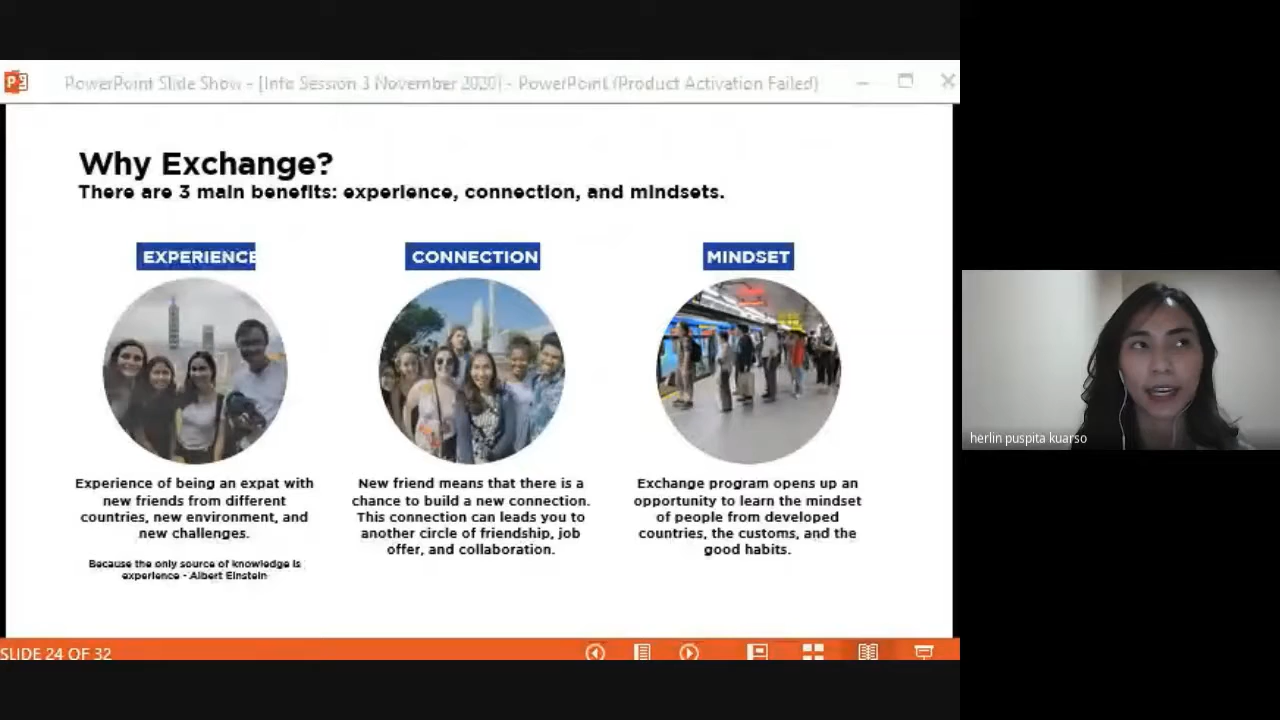 PowerPoint Slide Show - [Info Session 3 November 2020] - PowerPoint (Product Activation Failed)
Why Exchange?
There are 3 main benefits: experience, connection, and mindsets.
EXPERIENCE
CONNECTION
MINDSET
Experience of being an expat with
new friends from different
countries, new environment, and
new challenges.
Because the only source of knowledge is
experience - Albert Einstein
New friend means that there is a
chance to build a new connection.
This connection can leads you to
another circle of friendship, job
offer, and collaboration.
Exchange program opens up an
opportunity to learn the mindset
of people from developed
countries, the customs, and the
good habits.
herlin puspita kuarso
SLIDE 24 OF 32